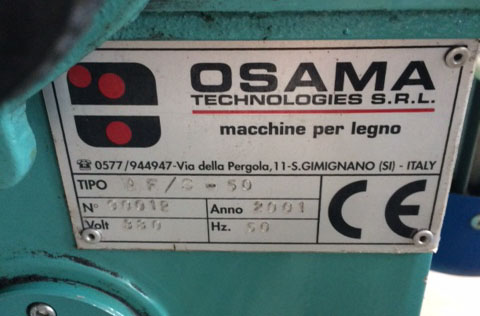 OSAMA
TECHNOLOGIES S.R.L.
macchine per legno
☎ 0577/944947-Via della Pergola,11-S.GIMIGNANO (SI) - ITALY
TIPO
N° Anno 2001
Volt Hz.
CE